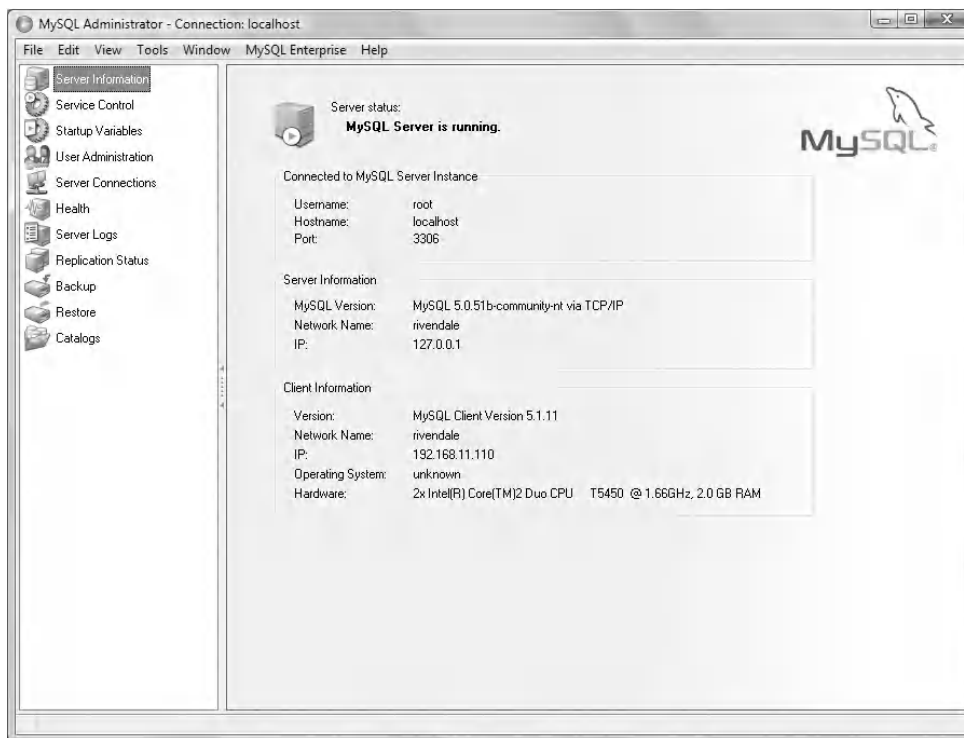 MySQL Administrator - Connection: localhost
File Edit View Tools Window MySQL Enterprise Help
Server Information
Service Control
Startup Variables
User Administration
Server Connections
Health
Server Logs
Replication Status
Backup
Restore
Catalogs
Server status:
MySQL Server is running.
MySQL®
Connected to MySQL Server Instance
Username: root
Hostname: localhost
Port: 3306
Server Information
MySQL Version: MySQL 5.0.51b-community-nt via TCP/IP
Network Name: rivendale
IP: 127.0.0.1
Client Information
Version: MySQL Client Version 5.1.11
Network Name: rivendale
IP: 192.168.11.110
Operating System: unknown
Hardware: 2x Intel(R) Core(TM)2 Duo CPU T5450 @ 1.66GHz, 2.0 GB RAM